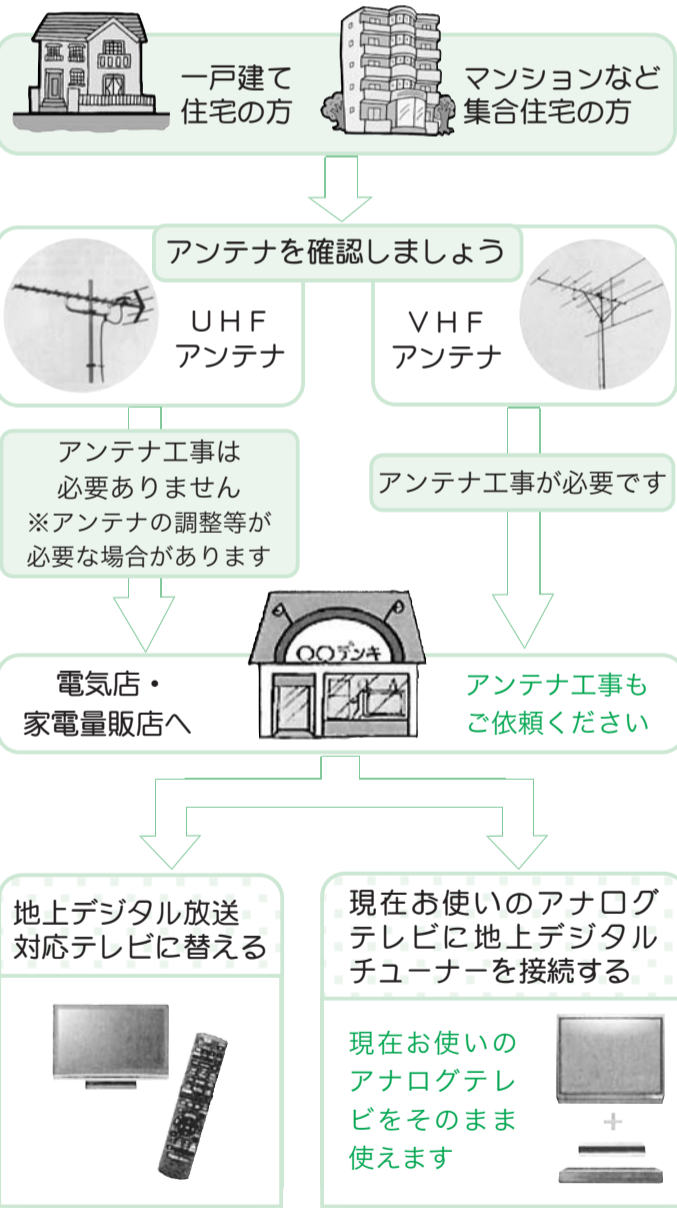 一戸建て
住宅の方
マンションなど
集合住宅の方
アンテナを確認しましょう
ＵＨＦ
アンテナ
ＶＨＦ
アンテナ
アンテナ工事は
必要ありません
※アンテナの調整等が
必要な場合があります
アンテナ工事が必要です
〇〇デンキ
電気店・
家電量販店へ
アンテナ工事も
ご依頼ください
地上デジタル放送
対応テレビに替える
現在お使いのアナログ
テレビに地上デジタル
チューナーを接続する
現在お使いの
アナログテレ
ビをそのまま
使えます
+